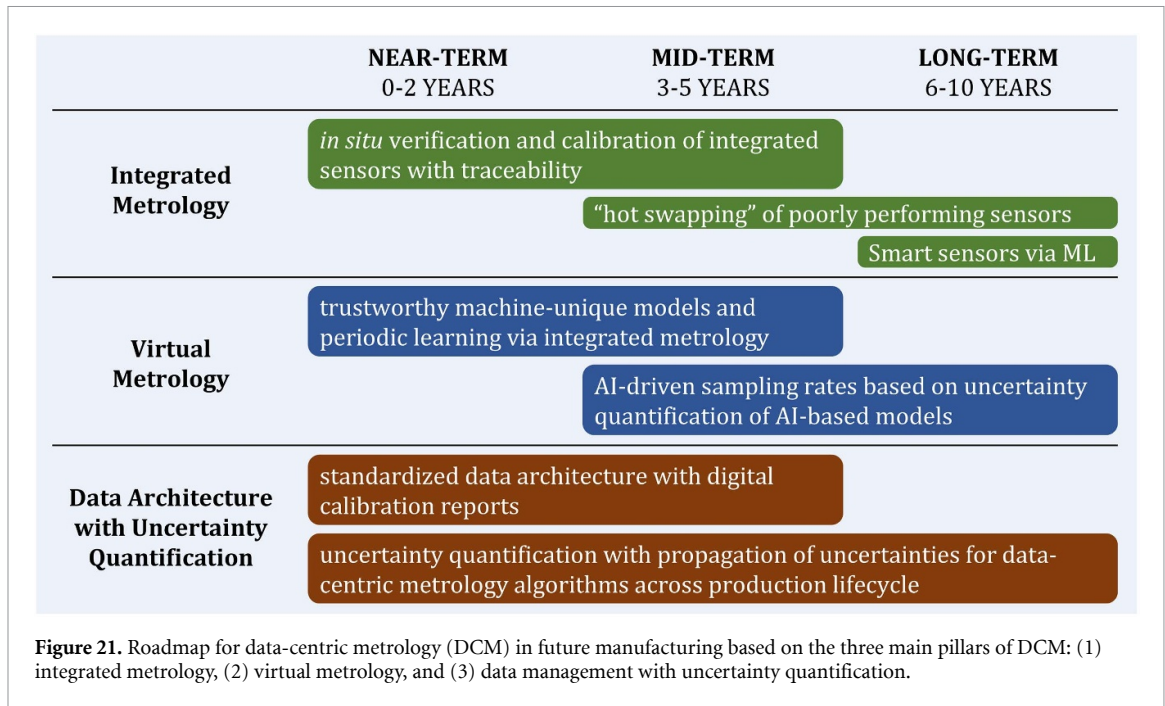 NEAR-TERM
0-2 YEARS
MID-TERM
3-5 YEARS
LONG-TERM
6-10 YEARS
Integrated
Metrology
in situ verification and calibration of integrated
sensors with traceability
“hot swapping” of poorly performing sensors
Smart sensors via ML
Virtual
Metrology
trustworthy machine-unique models and
periodic learning via integrated metrology
AI-driven sampling rates based on uncertainty
quantification of AI-based models
Data Architecture
with Uncertainty
Quantification
standardized data architecture with digital
calibration reports
uncertainty quantification with propagation of uncertainties for data-
centric metrology algorithms across production lifecycle
Figure 21. Roadmap for data-centric metrology (DCM) in future manufacturing based on the three main pillars of DCM: (1)
integrated metrology, (2) virtual metrology, and (3) data management with uncertainty quantification.